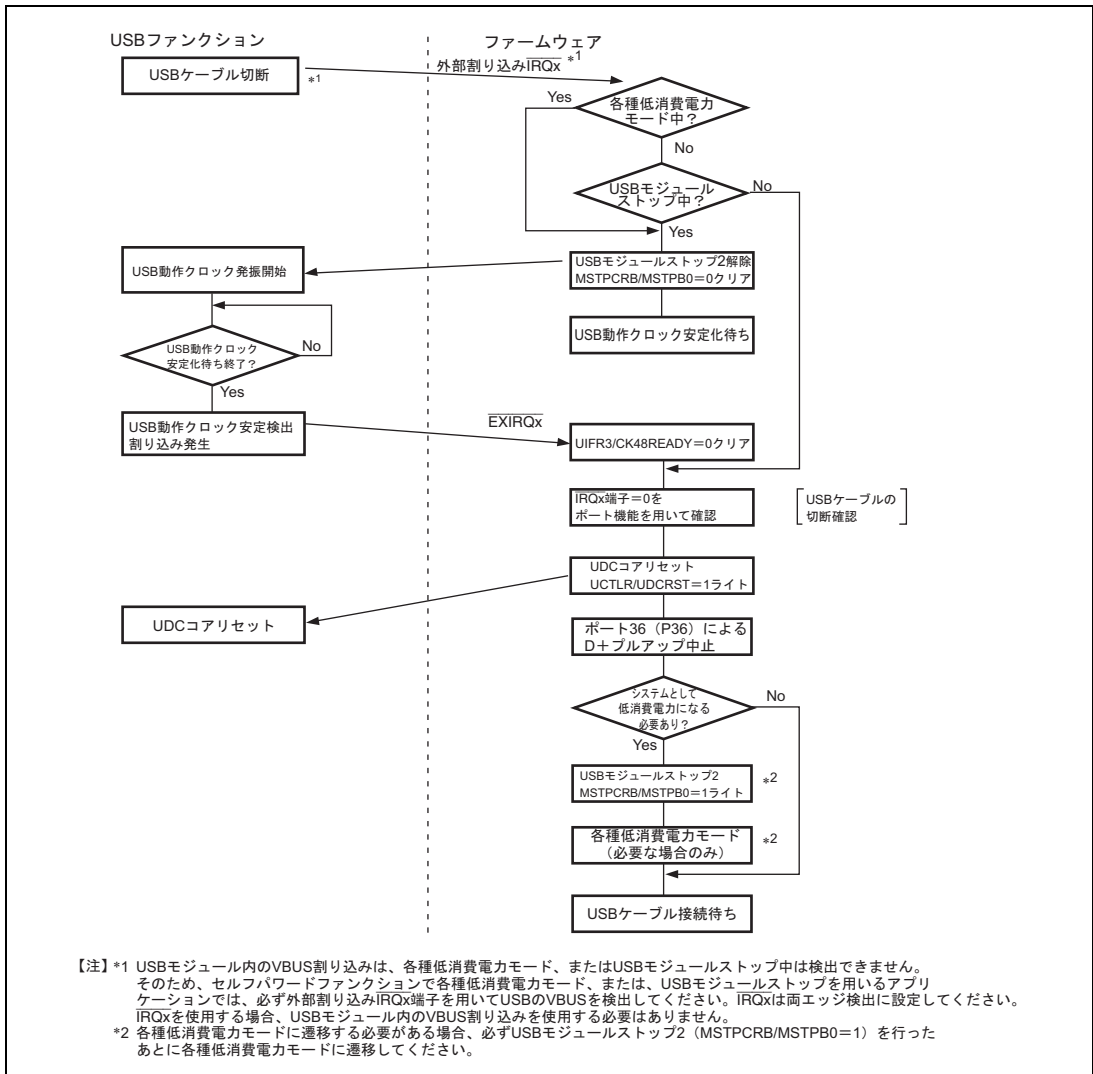 USBファンクション
ファームウェア
USBケーブル切断
*1
外部割り込みIRQx *1
各種低消費電力
モード中？
Yes
No
USBモジュール
ストップ中？
No
Yes
USBモジュールストップ2解除
MSTPCRB/MSTPB0＝0クリア
USB動作クロック発振開始
USB動作クロック安定化待ち
USB動作クロック
安定化待ち終了？
No
Yes
USB動作クロック安定検出
割り込み発生
EXIRQx
UIFR3/CK48READY＝0クリア
IRQx端子＝0を
ポート機能を用いて確認
USBケーブルの
切断確認
UDCコアリセット
UCTLR/UDCRST＝1ライト
UDCコアリセット
ポート36（P36）による
D＋プルアップ中止
システムとして
低消費電力になる
必要あり？
No
Yes
USBモジュールストップ2
MSTPCRB/MSTPB0＝1ライト
*2
各種低消費電力モード
（必要な場合のみ）
*2
USBケーブル接続待ち
【注】*1 USBモジュール内のVBUS割り込みは、各種低消費電力モード、またはUSBモジュールストップ中は検出できません。
そのため、セルフパワードファンクションで各種低消費電力モード、または、USBモジュールストップを用いるアプリ
ケーションでは、必ず外部割り込みIRQx端子を用いてUSBのVBUSを検出してください。IRQxは両エッジ検出に設定してください。
IRQxを使用する場合、USBモジュール内のVBUS割り込みを使用する必要はありません。
*2 各種低消費電力モードに遷移する必要がある場合、必ずUSBモジュールストップ2（MSTPCRB/MSTPB0＝1）を行った
あとに各種低消費電力モードに遷移してください。